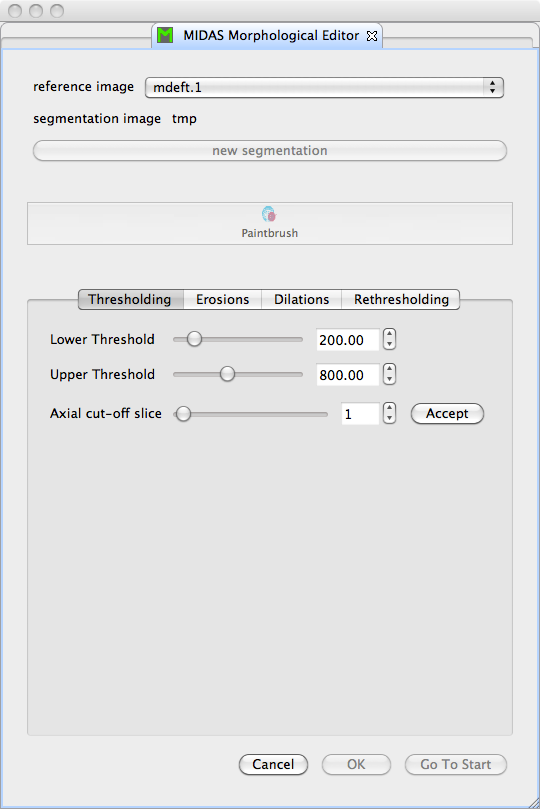 MIDAS Morphological Editor
reference image mdeft.1
segmentation image tmp
new segmentation
Paintbrush
Thresholding Erosions Dilations Rethresholding
Lower Threshold 200.00
Upper Threshold 800.00
Axial cut-off slice 1 Accept
Cancel OK Go To Start